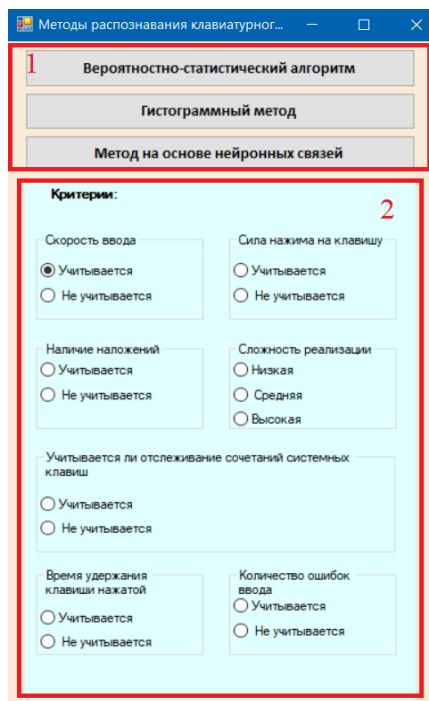 Методы распознавания клавиатурног...
1
Вероятностно-статистический алгоритм
Гистограммный метод
Метод на основе нейронных связей
Критерии:
2
Скорость ввода
Учитывается
Не учитывается
Сила нажима на клавишу
Учитывается
Не учитывается
Наличие наложений
Учитывается
Не учитывается
Сложность реализации
Низкая
Средняя
Высокая
Учитывается ли отслеживание сочетаний системных
клавиш
Учитывается
Не учитывается
Время удержания
клавиши нажатой
Учитывается
Не учитывается
Количество ошибок
ввода
Учитывается
Не учитывается